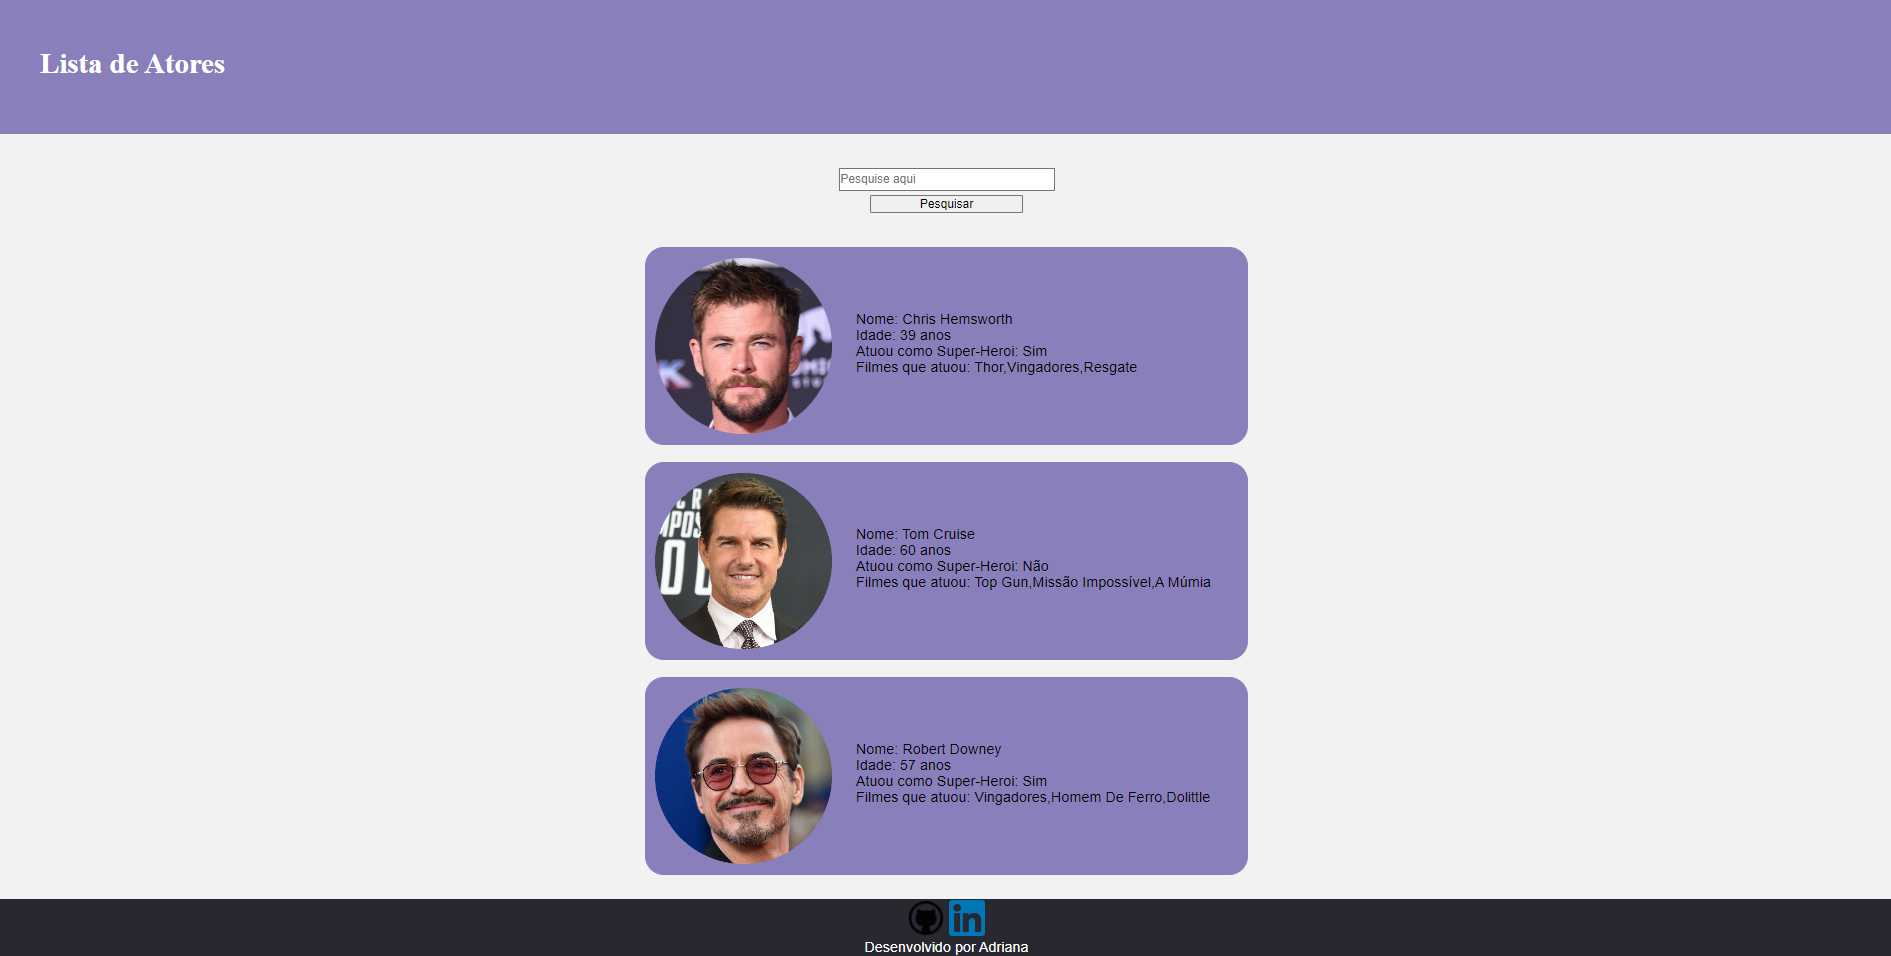 Lista de Atores
Pesquise aqui
Pesquisar
Nome: Chris Hemsworth
Idade: 39 anos
Atuou como Super-Heroi: Sim
Filmes que atuou: Thor,Vingadores,Resgate
Nome: Tom Cruise
Idade: 60 anos
Atuou como Super-Heroi: Não
Filmes que atuou: Top Gun,Missão Impossível,A Múmia
Nome: Robert Downey
Idade: 57 anos
Atuou como Super-Heroi: Sim
Filmes que atuou: Vingadores,Homem De Ferro,Dolittle
in
Desenvolvido por Adriana